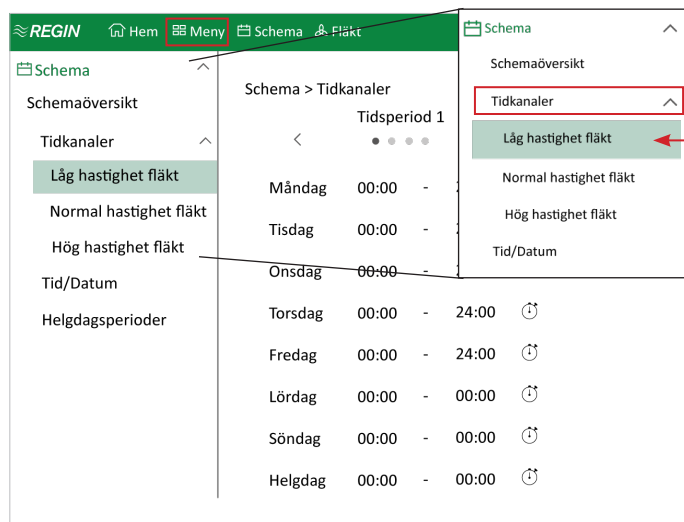 REGIN Hem Meny Schema Fläkt
Schema
Schemaöversikt
Tidkanaler
Låg hastighet fläkt
Normal hastighet fläkt
Hög hastighet fläkt
Tid/Datum
Helgdagsperioder
Schema > Tidkanaler
Tidsperiod 1
Måndag 00:00 -
Tisdag 00:00 -
Onsdag 00:00 -
Torsdag 00:00 - 24:00
Fredag 00:00 - 24:00
Lördag 00:00 - 00:00
Söndag 00:00 - 00:00
Helgdag 00:00 - 00:00
Schema
Schemaöversikt
Tidkanaler
Låg hastighet fläkt
Normal hastighet fläkt
Hög hastighet fläkt
Tid/Datum